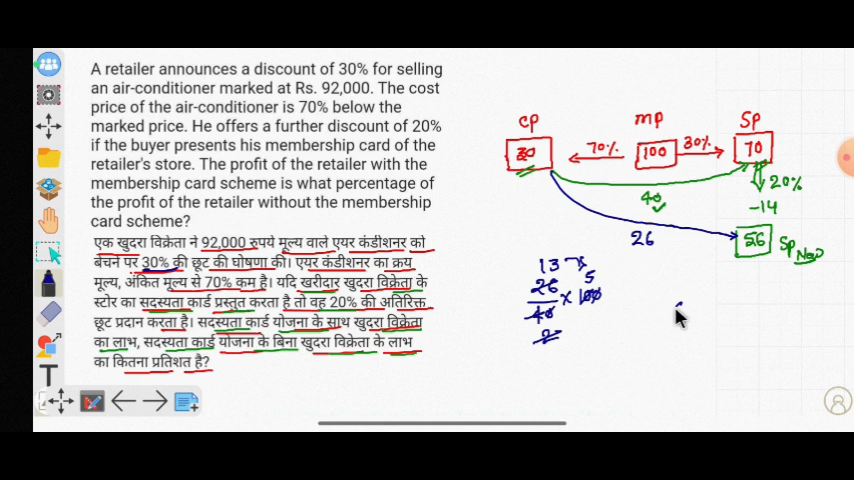 A retailer announces a discount of 30% for selling
an air-conditioner marked at Rs. 92,000. The cost
price of the air-conditioner is 70% below the
marked price. He offers a further discount of 20%
if the buyer presents his membership card of the
retailer's store. The profit of the retailer with the
membership card scheme is what percentage of
the profit of the retailer without the membership
card scheme?
एक खुदरा विक्रेता ने 92,000 रुपये मूल्य वाले एयर कंडीशनर को
बेचने पर 30% की छूट की घोषणा की। एयर कंडीशनर का क्रय
मूल्य, अंकित मूल्य से 70% कम है। यदि खरीदार खुदरा विक्रेता के
स्टोर का सदस्यता कार्ड प्रस्तुत करता है तो वह 20% की अतिरिक्त
छूट प्रदान करता है। सदस्यता कार्ड योजना के साथ खुदरा विक्रेता
का लाभ, सदस्यता कार्ड योजना के बिना खुदरा विक्रेता के लाभ
का कितना प्रतिशत है?
CP MP SP
30 70% 100 30% 70
40 20%
-14
26 56 SP New
13 5
26
40 × 100
2
T